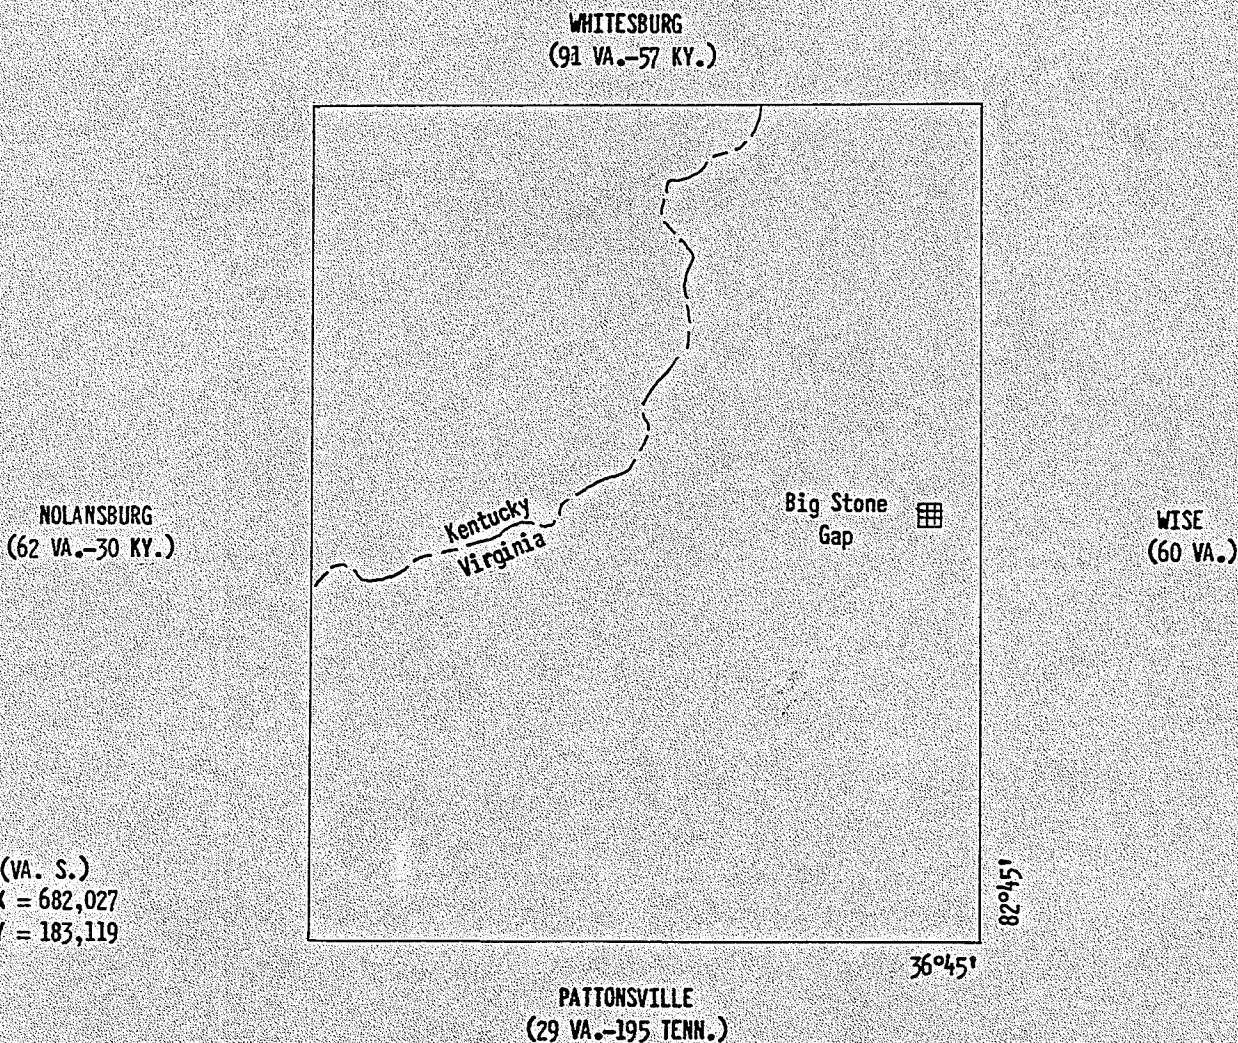 WHITESBURG
(91 VA.-57 KY.)
Kentucky
Virginia
Big Stone
Gap
NOLANSBURG
(62 VA.-30 KY.)
WISE
(60 VA.)
(VA. S.)
X = 682,027
Y = 183,119
82°45'
36°45'
PATTONSVILLE
(29 VA.-195 TENN.)